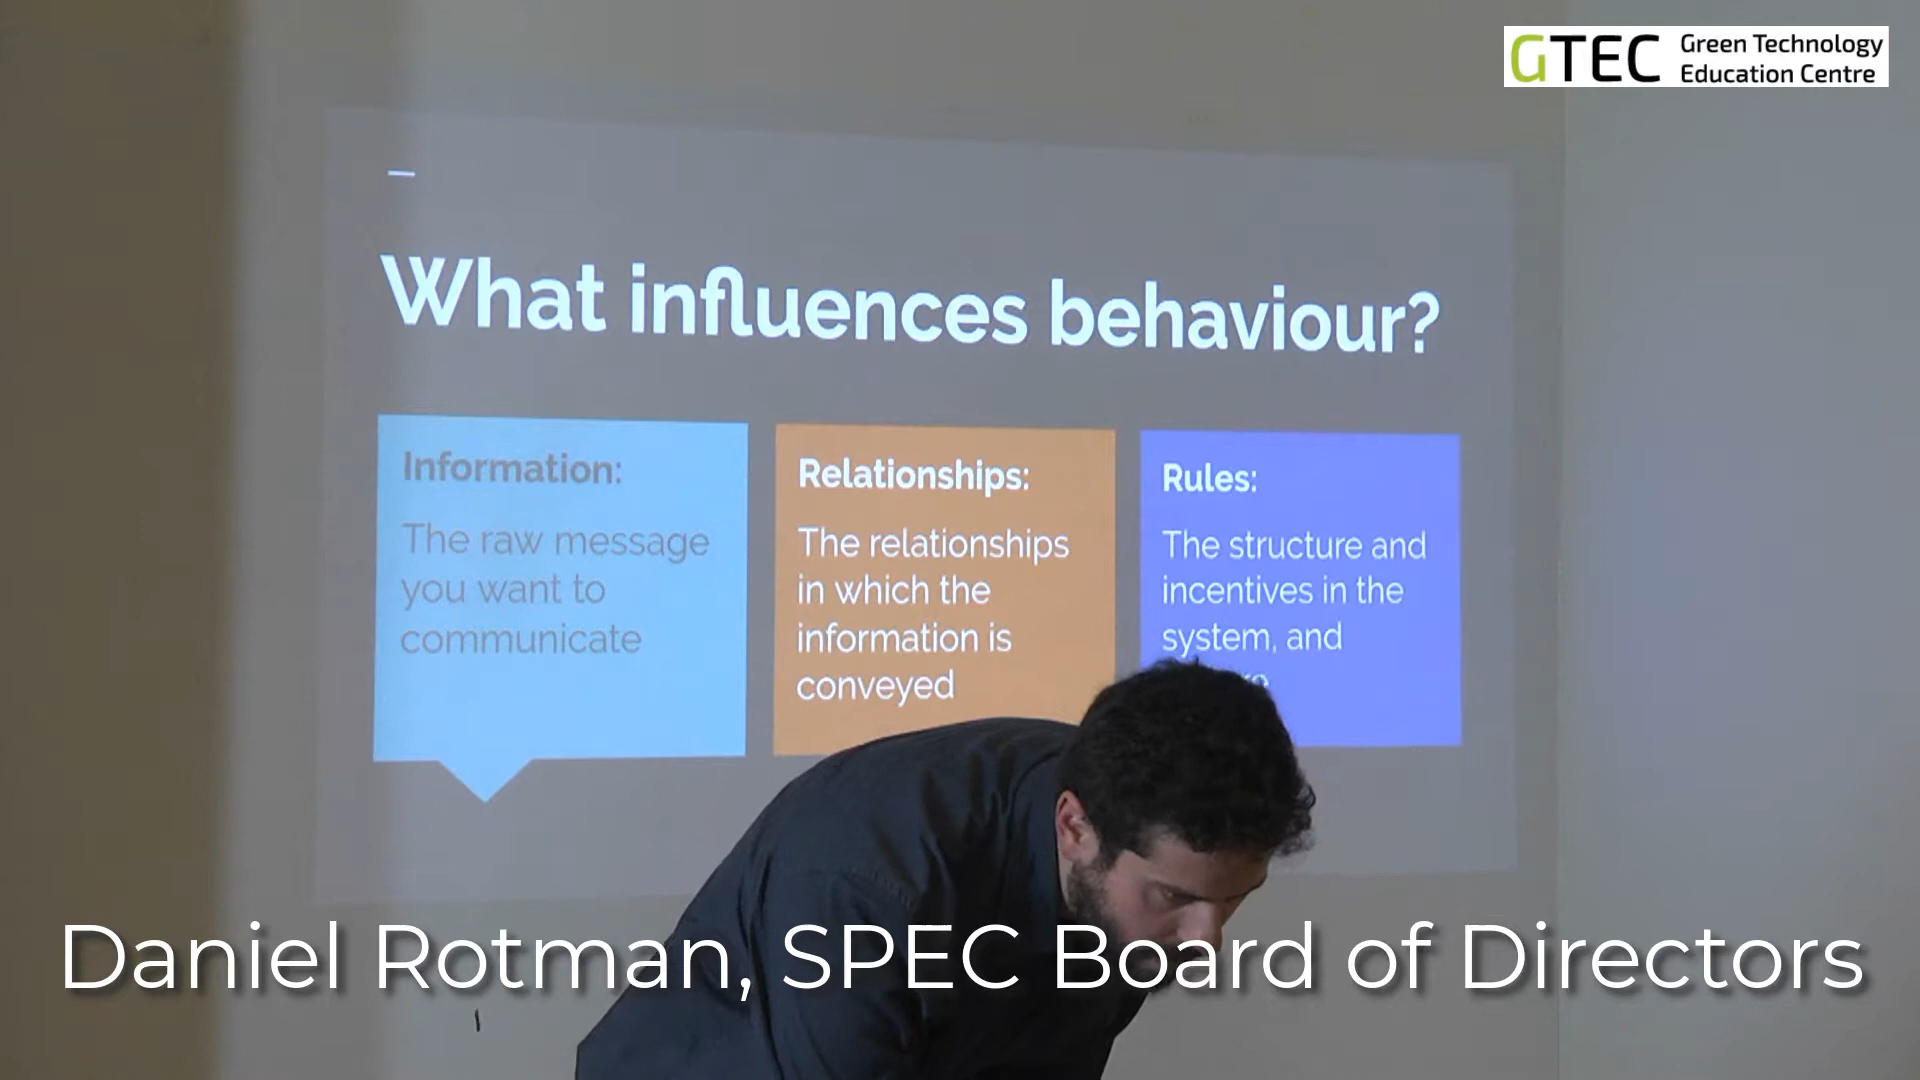 GTEC Green Technology
Education Centre
What influences behaviour?
Information:
The raw message
you want to
communicate
Relationships:
The relationships
in which the
information is
conveyed
Rules:
The structure and
incentives in the
system, and
Daniel Rotman, SPEC Board of Directors